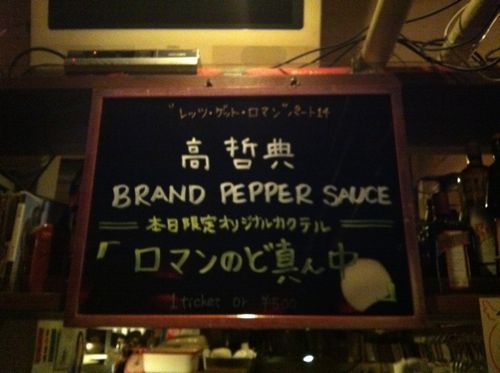 "レッツ・ゲット・ロマン"パート14
高 哲典
BRAND PEPPER SAUCE
本日限定オリジナルカクテル
「ロマンのど真ん中
1 ticket or ¥500